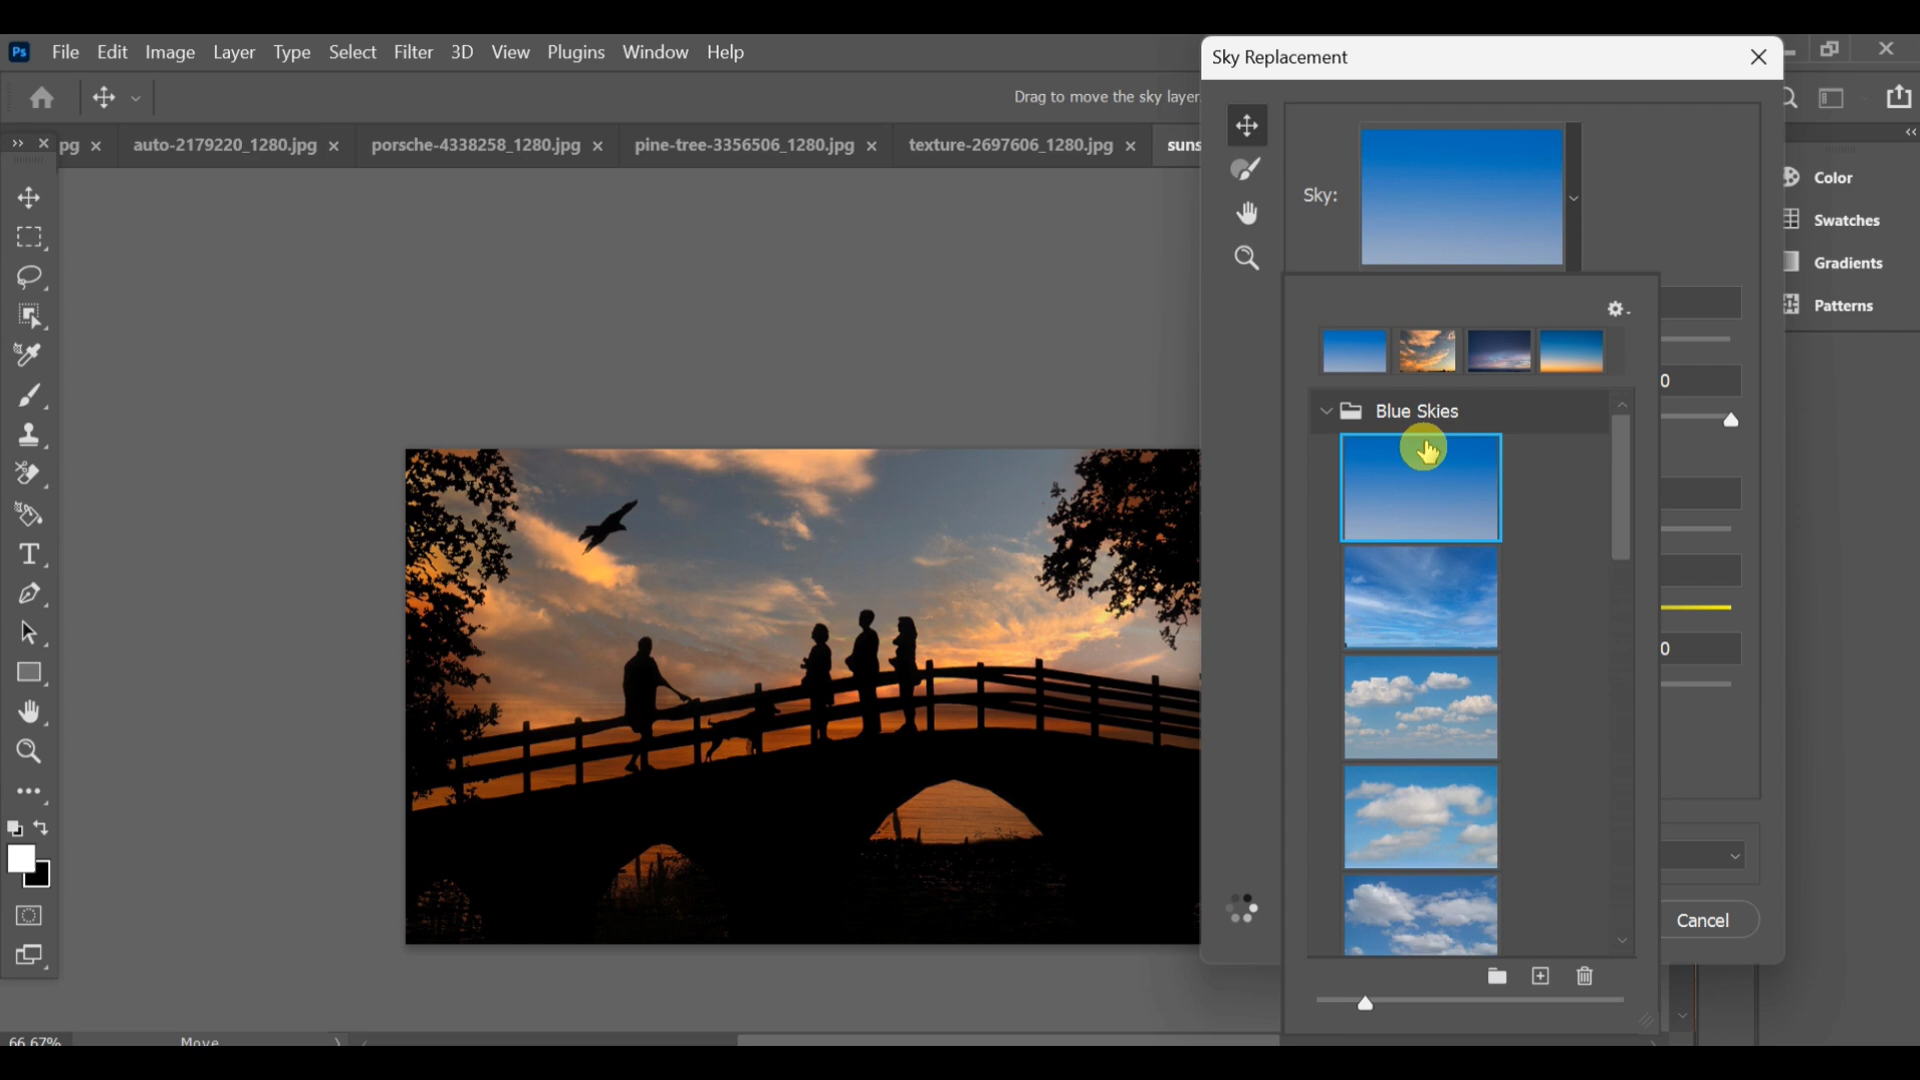 Ps File Edit Image Layer Type Select Filter 3D View Plugins Window Help
Sky Replacement
Drag to move the sky layer
pg
auto-2179220_1280.jpg
porsche-4338258_1280.jpg
pine-tree-3356506_1280.jpg
texture-2697606_1280.jpg
suns
Sky:
Color
Swatches
Gradients
Patterns
0
Blue Skies
0
Cancel
66.67%
Move